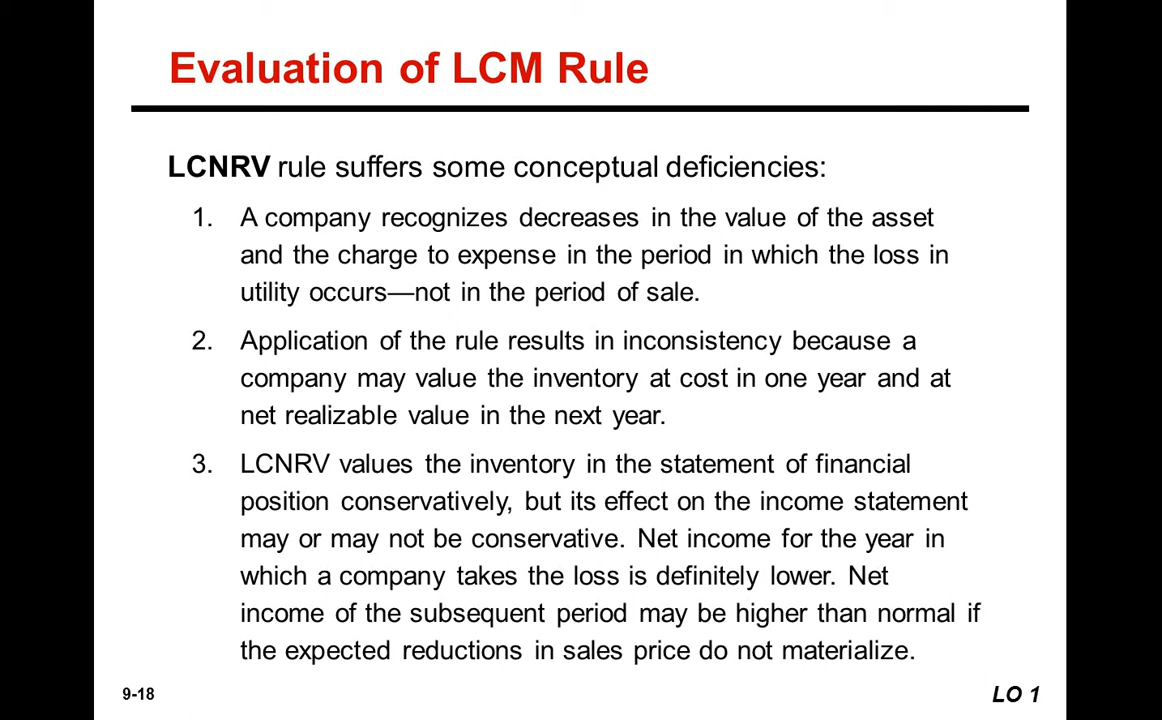 Evaluation of LCM Rule
LCNRV rule suffers some conceptual deficiencies:
1. A company recognizes decreases in the value of the asset
and the charge to expense in the period in which the loss in
utility occurs—not in the period of sale.
2. Application of the rule results in inconsistency because a
company may value the inventory at cost in one year and at
net realizable value in the next year.
3. LCNRV values the inventory in the statement of financial
position conservatively, but its effect on the income statement
may or may not be conservative. Net income for the year in
which a company takes the loss is definitely lower. Net
income of the subsequent period may be higher than normal if
the expected reductions in sales price do not materialize.
9-18
LO 1